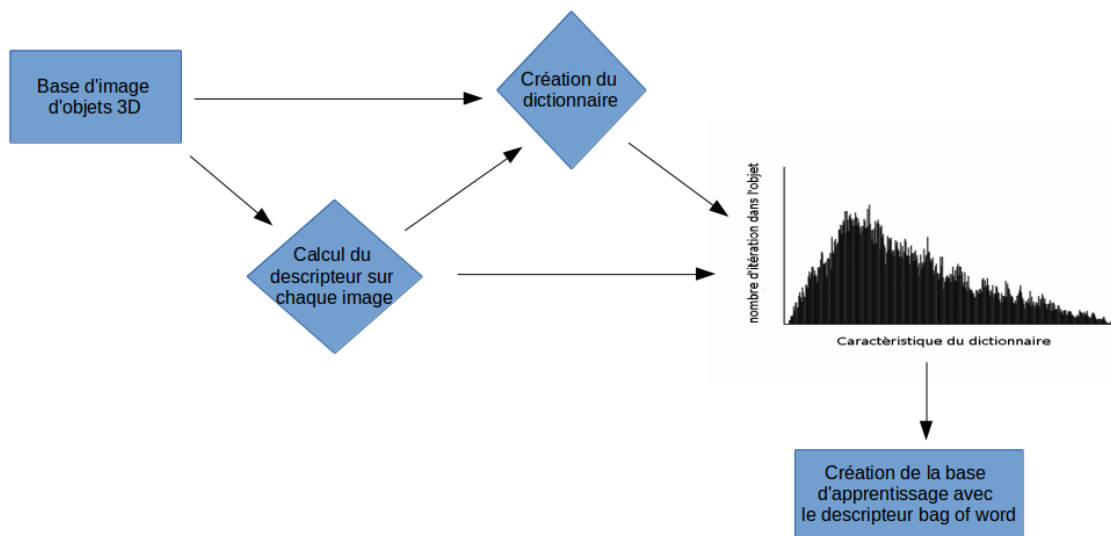 Base d'image
d'objets 3D
Création du
dictionnaire
Calcul du
descripteur sur
chaque image
nombre d'itération dans l'objet
Caractèristique du dictionnaire
Création de la base
d'apprentissage avec
le descripteur bag of word